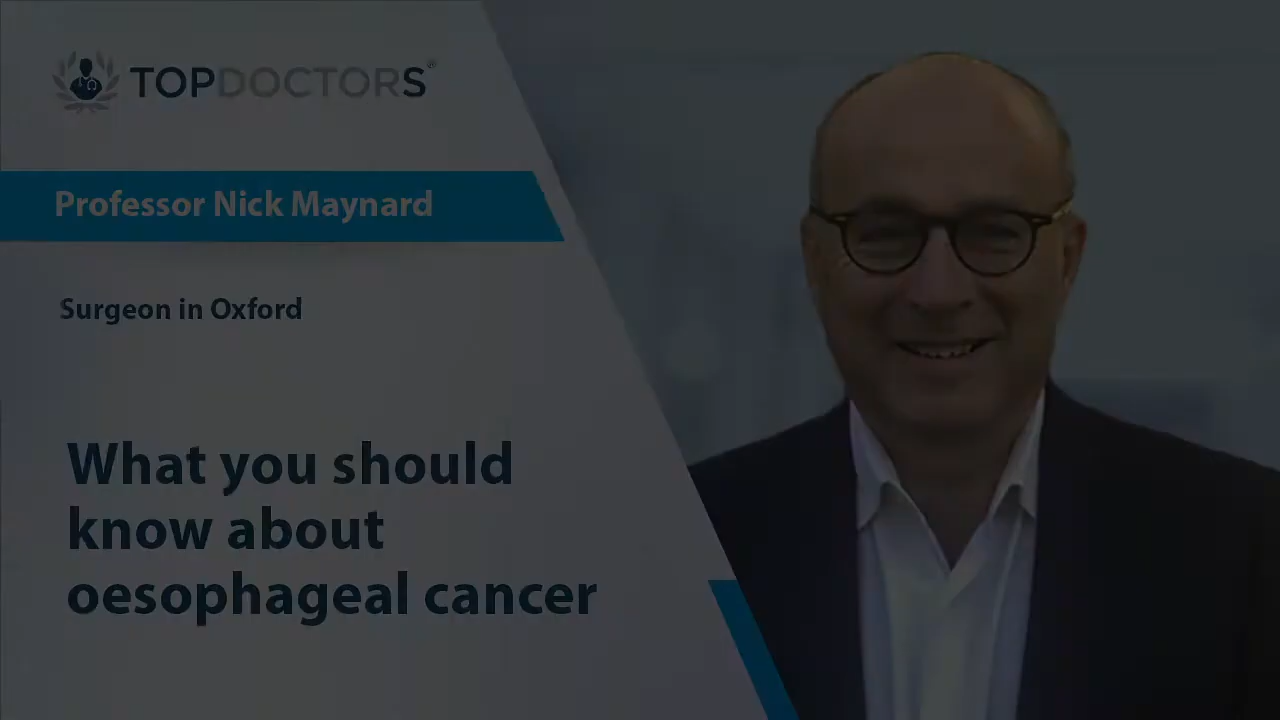 TOPDOCTORS®
Professor Nick Maynard
Surgeon in Oxford
What you should
know about
oesophageal cancer